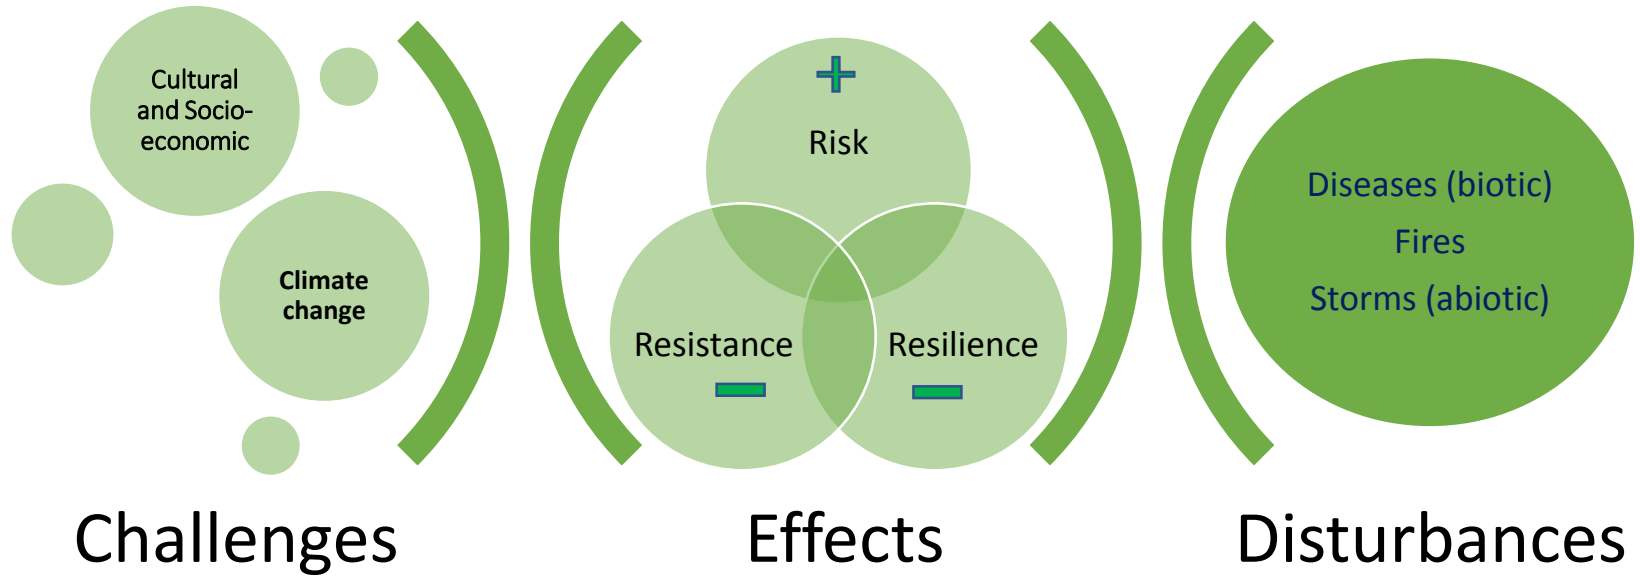 Cultural
and Socio-
economic
Climate
change
Challenges
+
Risk
Resistance
Resilience
Effects
Diseases (biotic)
Fires
Storms (abiotic)
Disturbances